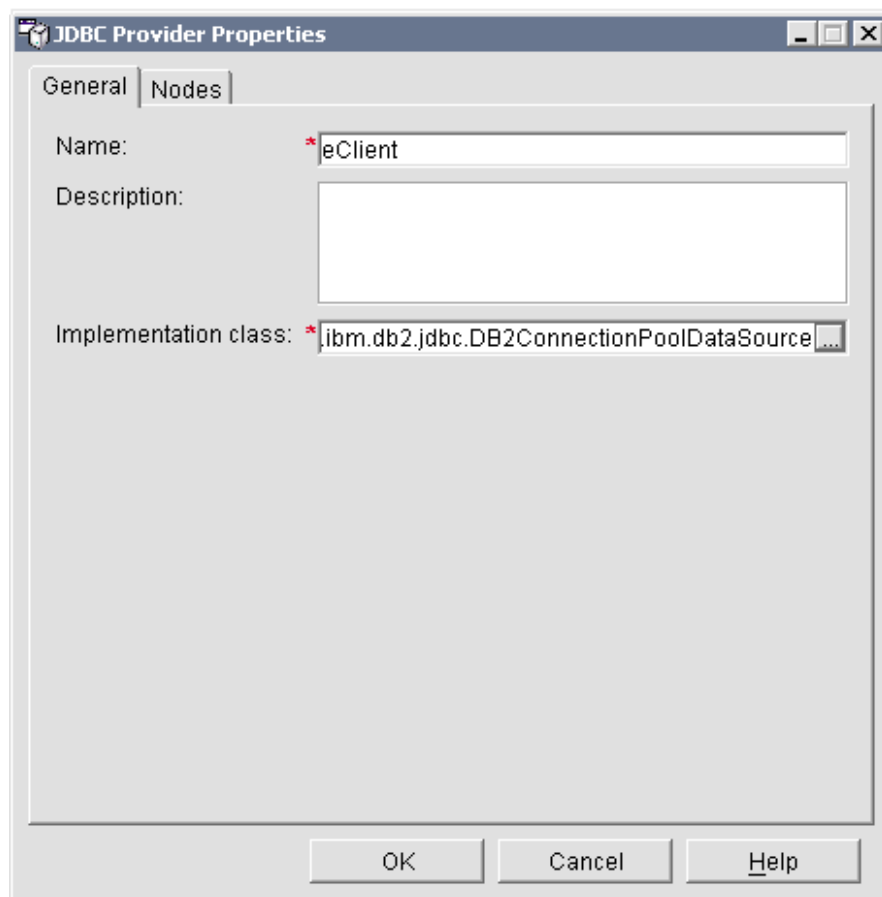 JDBC Provider Properties
General Nodes
Name: *eClient
Description:
Implementation class: *.ibm.db2.jdbc.DB2ConnectionPoolDataSource...
OK Cancel Help